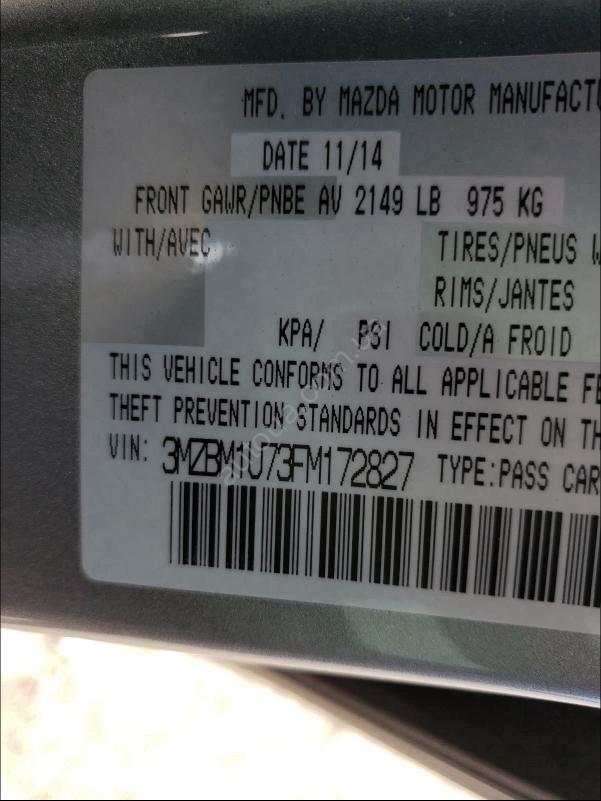 MFD. BY MAZDA MOTOR MANUFACTU
DATE 11/14
FRONT GAWR/PNBE AV 2149 LB 975 KG
WITH/AVEC TIRES/PNEUS
RIMS/JANTES
KPA/ PSI COLD/A FROID
THIS VEHICLE CONFORMS TO ALL APPLICABLE FE
THEFT PREVENTION STANDARDS IN EFFECT ON TH
VIN: 3MZBM1U73FM172827 TYPE:PASS CAR